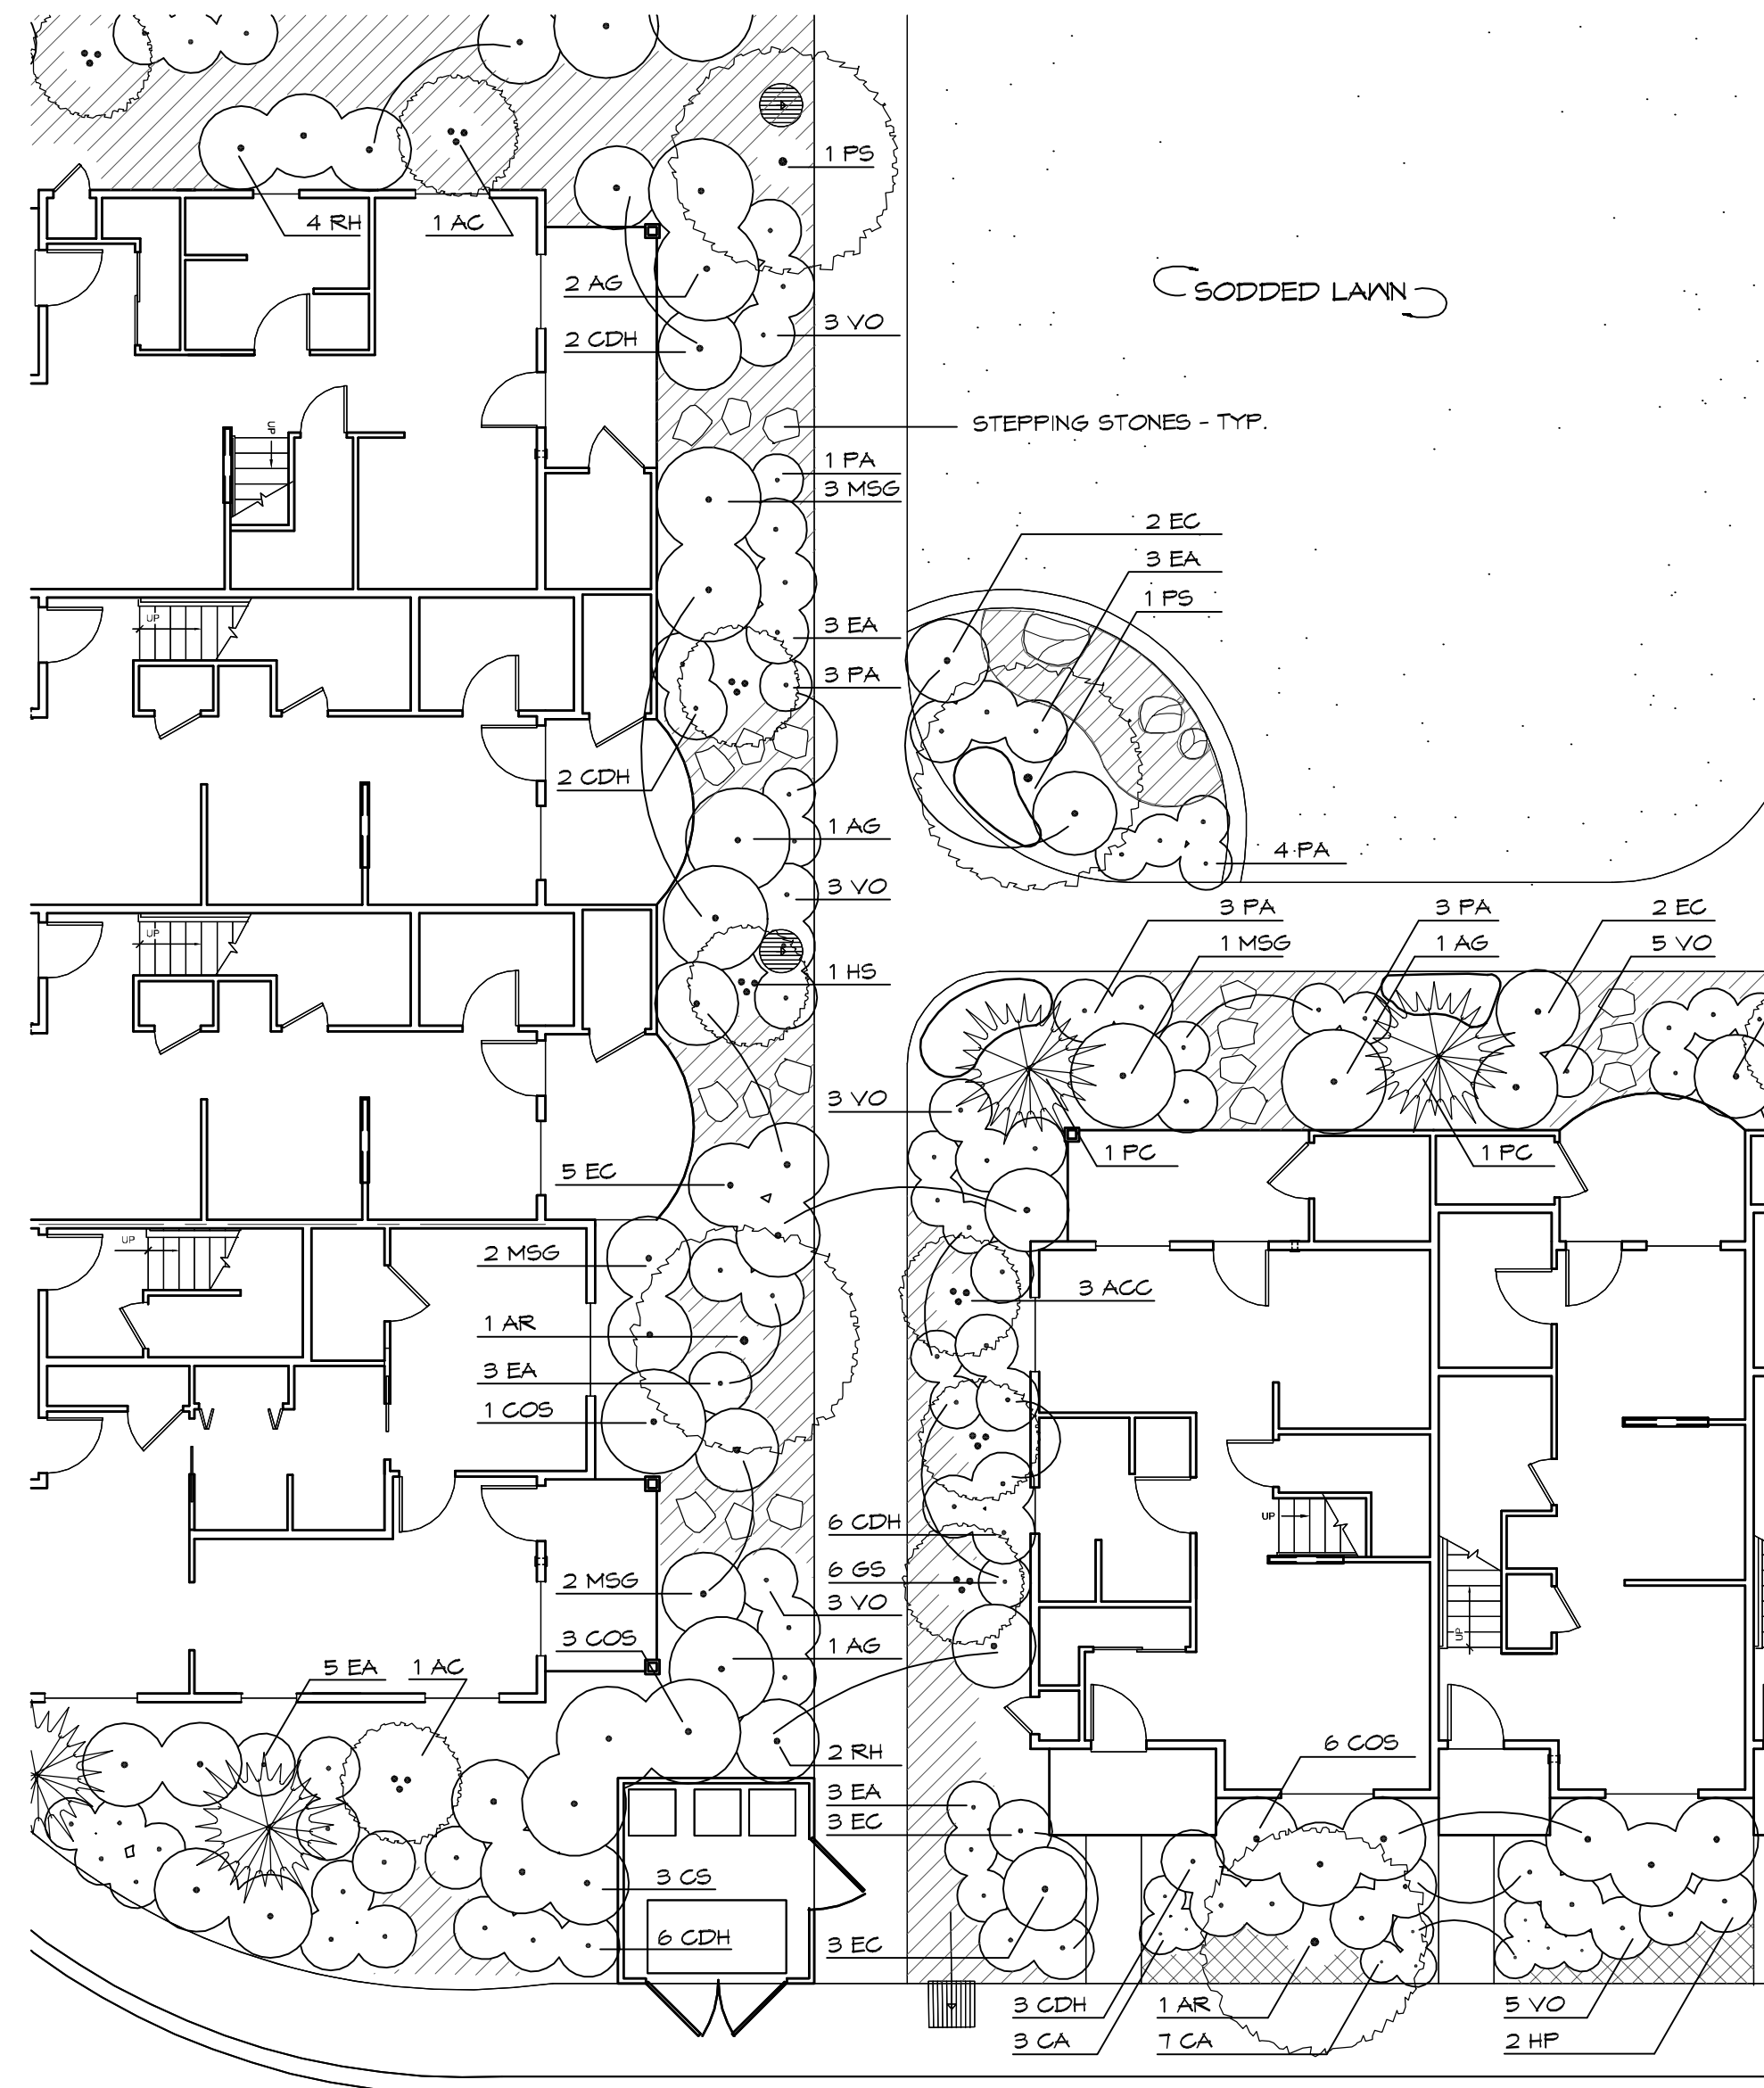 1 PS
4 RH
1 AC
2 AG
SODDED LAWN
3 VO
2 CDH
UP
STEPPING STONES - TYP.
1 PA
3 MSG
2 EC
3 EA
1 PS
UP
3 EA
3 PA
2 CDH
1 AG
4 PA
3 VO
3 PA
3 PA
2 EC
UP
1 MSG
1 AG
5 VO
1 HS
3 VO
1 PC
1 PC
5 EC
UP
2 MSG
3 ACC
1 AR
3 EA
1 COS
6 CDH
UP
2 MSG
6 GS
3 VO
UP
3 COS
1 AG
5 EA
1 AC
6 COS
2 RH
3 EA
3 EC
3 CS
6 CDH
3 EC
3 CDH
1 AR
5 VO
3 CA
7 CA
2 HP